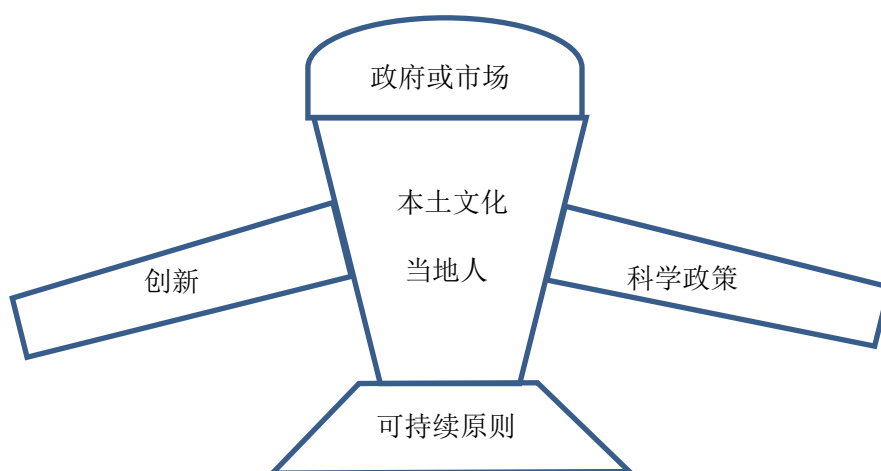 政府或市场
本土文化
当地人
创新
科学政策
可持续原则